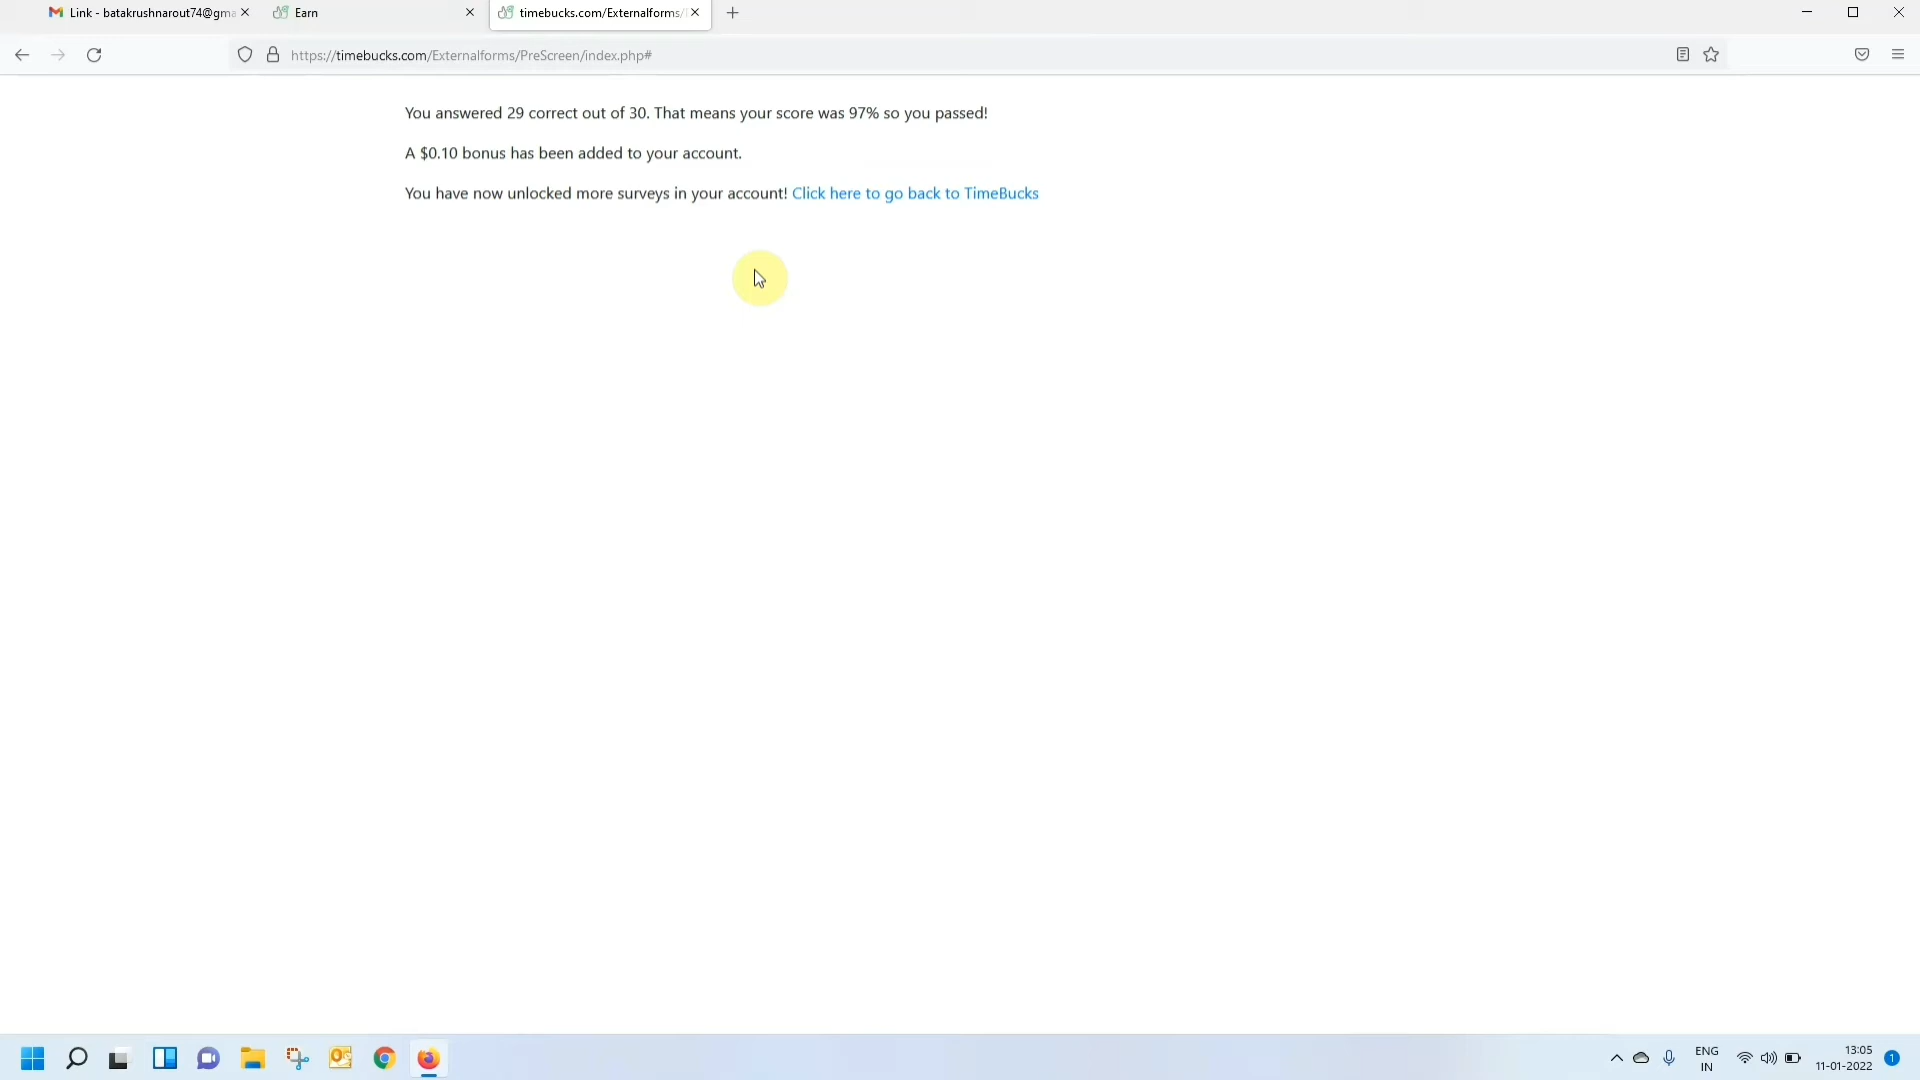 Link - batakrushnarout74@gma
Earn
timebucks.com/Externalforms/
https://timebucks.com/Externalforms/PreScreen/index.php#
You answered 29 correct out of 30. That means your score was 97% so you passed!
A $0.10 bonus has been added to your account.
You have now unlocked more surveys in your account! Click here to go back to TimeBucks
ENG
IN
13:05
11-01-2022
1